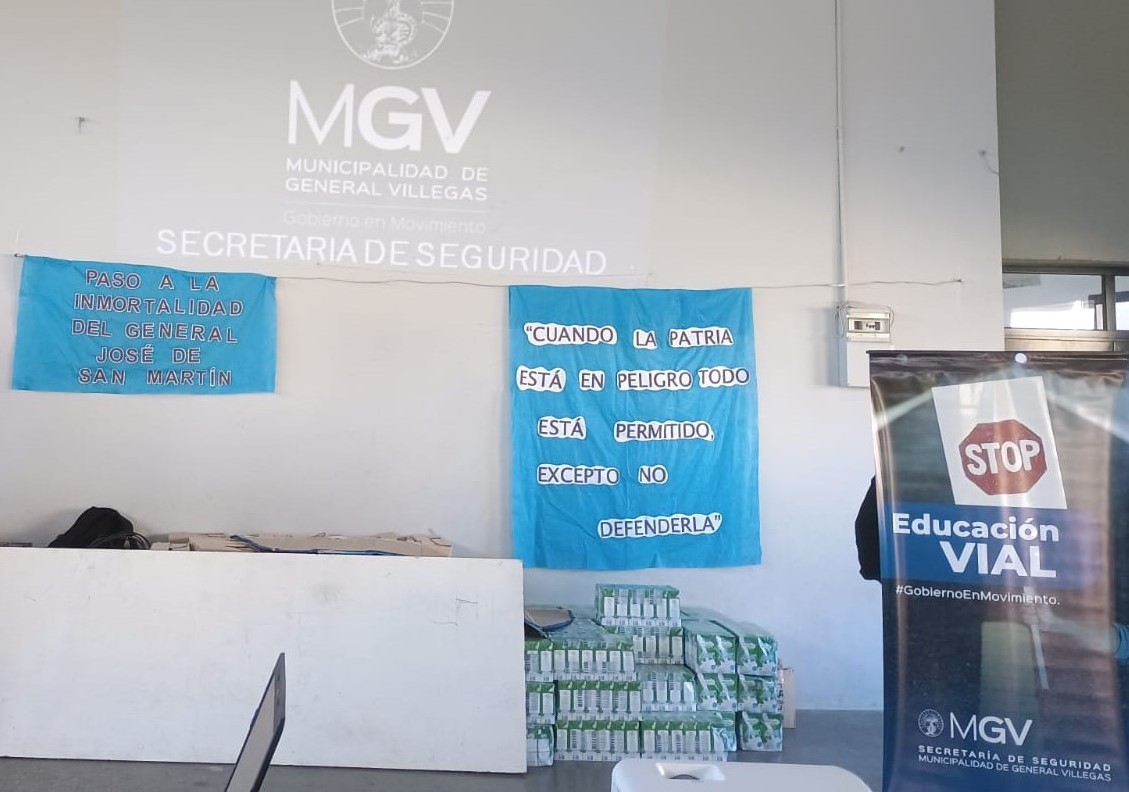 MGV
MUNICIPALIDAD DE
GENERAL VILLEGAS
Gobierno en Movimiento
SECRETARIA DE SEGURIDAD
PASO A LA
INMORTALIDAD
DEL GENERAL
JOSÉ DE
SAN MARTÍN
"CUANDO LA PATRIA
ESTÁ EN PELIGRO TODO
ESTÁ PERMITIDO,
EXCEPTO NO
DEFENDERLA"
STOP
Educación
VIAL
#GobiernoEnMovimiento.
MGV
SECRETARÍA DE SEGURIDAD
MUNICIPALIDAD DE GENERAL VILLEGAS